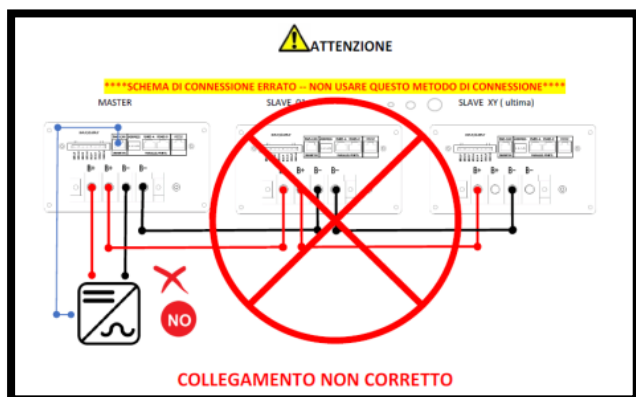 ATTENZIONE
****SCHEMA DI CONNESSIONE ERRATO -- NON USARE QUESTO METODO DI CONNESSIONE****
MASTER SLAVE SLAVE XY ( ultima)
B+ B+ B- B- B+ B- B- B+ B+ B- B-
NO
COLLEGAMENTO NON CORRETTO